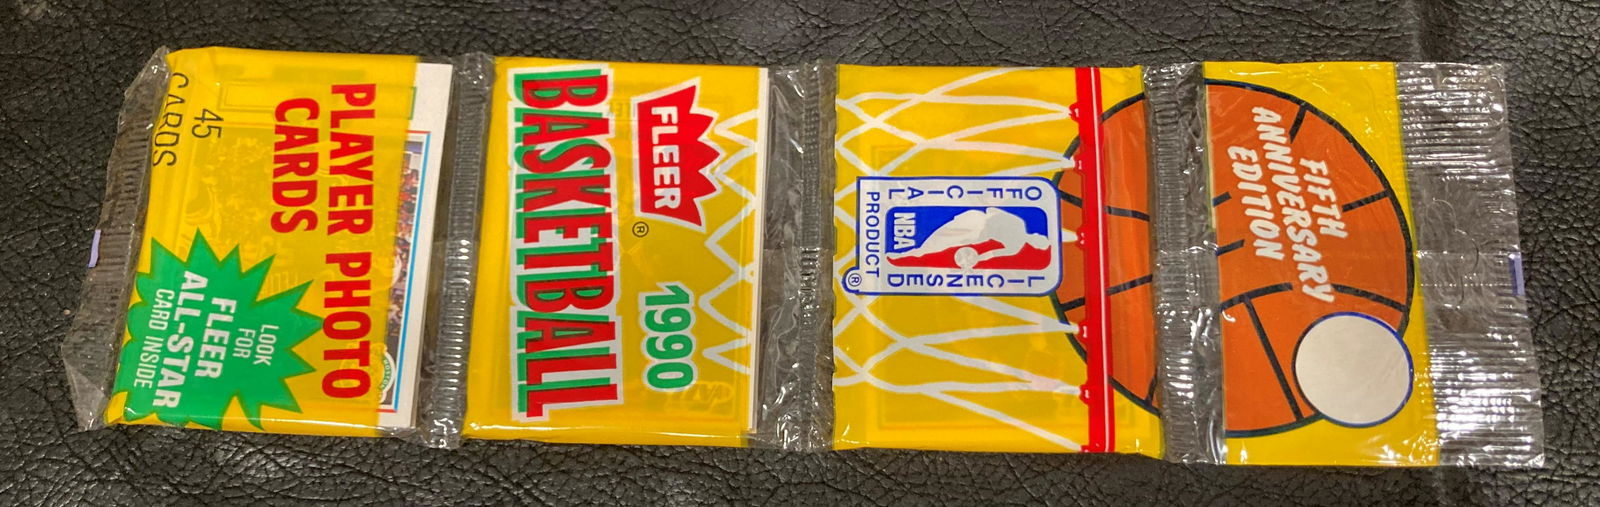 FIFTH
ANNIVERSARY
EDITION
OFFICIAL LICENSED
NBA
PRODUCT ®
FLEER ® 1990
BASKETBALL
PLAYER PHOTO
CARDS
45
CARDS
LOOK
FOR
FLEER
ALL-STAR
CARD INSIDE